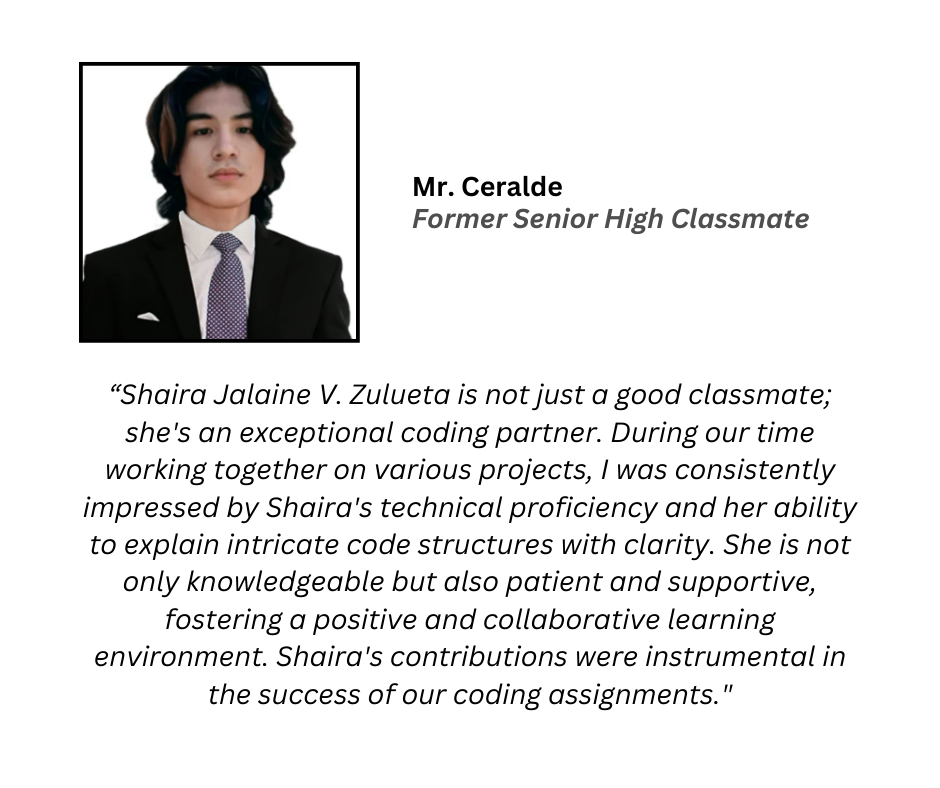 Mr. Ceralde
Former Senior High Classmate
“Shaira Jalaine V. Zulueta is not just a good classmate;
she's an exceptional coding partner. During our time
working together on various projects, I was consistently
impressed by Shaira's technical proficiency and her ability
to explain intricate code structures with clarity. She is not
only knowledgeable but also patient and supportive,
fostering a positive and collaborative learning
environment. Shaira's contributions were instrumental in
the success of our coding assignments."